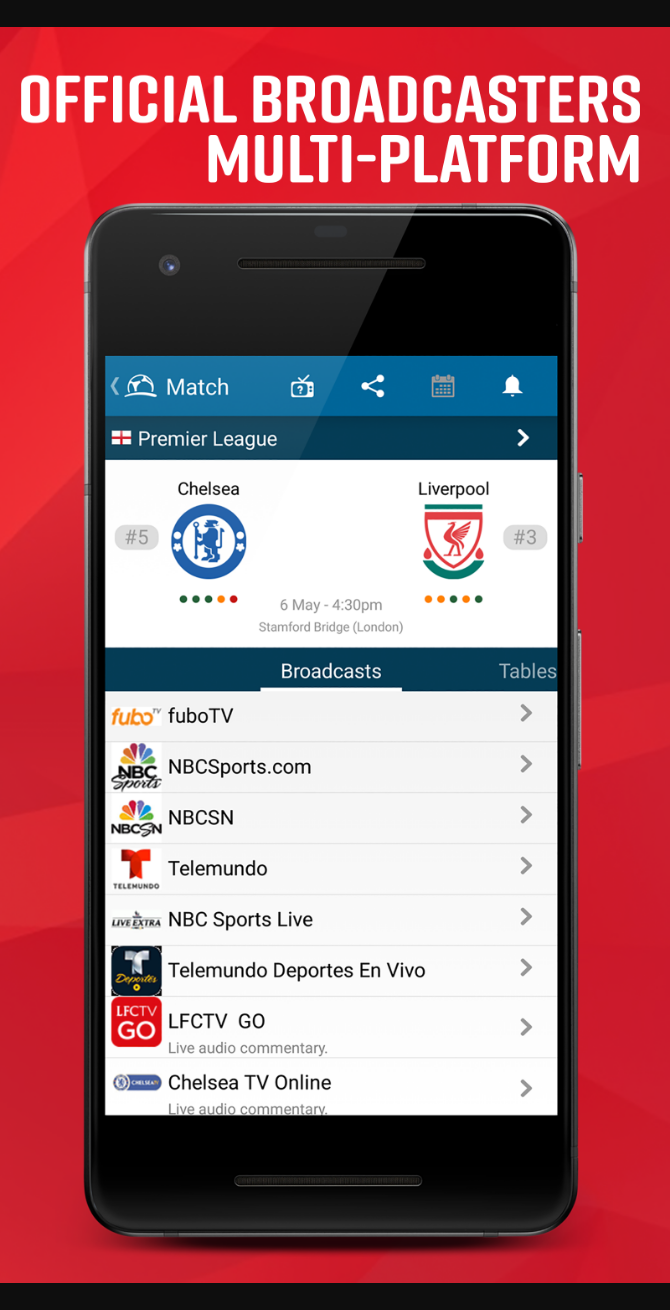 OFFICIAL BROADCASTERS
MULTI-PLATFORM
Match
Premier League
Chelsea
Liverpool
#5
#3
6 May - 4:30pm
Stamford Bridge (London)
Broadcasts
Tables
fuboTV
fuboTV
NBC
Sports
NBCSports.com
NBCSN
NBCSN
TELEMUNDO
Telemundo
LIVE EXTRA
NBC Sports Live
Deportes
Telemundo Deportes En Vivo
LFCTV
GO
LFCTV GO
Live audio commentary.
CHELSEA TV
Chelsea TV Online
Live audio commentary.